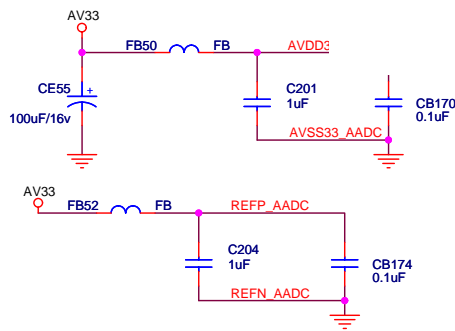 AV33
FB50 FB AVDD3
CE55
+
100uF/16v
C201
1uF
CB170
0.1uF
AVSS33_AADC
AV33
FB52 FB REFP_AADC
C204
1uF
CB174
0.1uF
REFN_AADC